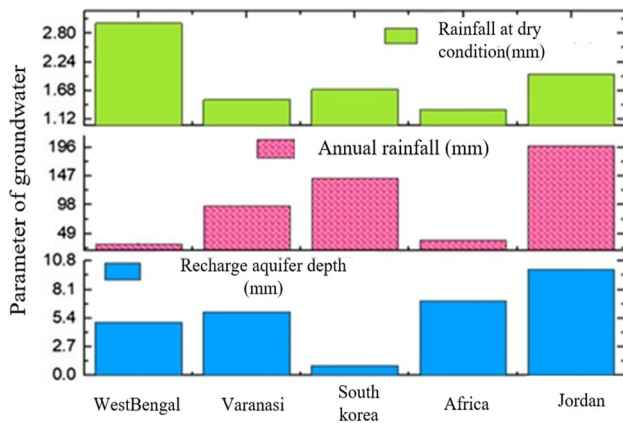 Parameter of groundwater
2.80
2.24
1.68
1.12
Rainfall at dry
condition(mm)
196
147
98
49
Annual rainfall (mm)
10.8
8.1
5.4
2.7
0.0
Recharge aquifer depth
(mm)
WestBengal
Varanasi
South
korea
Africa
Jordan